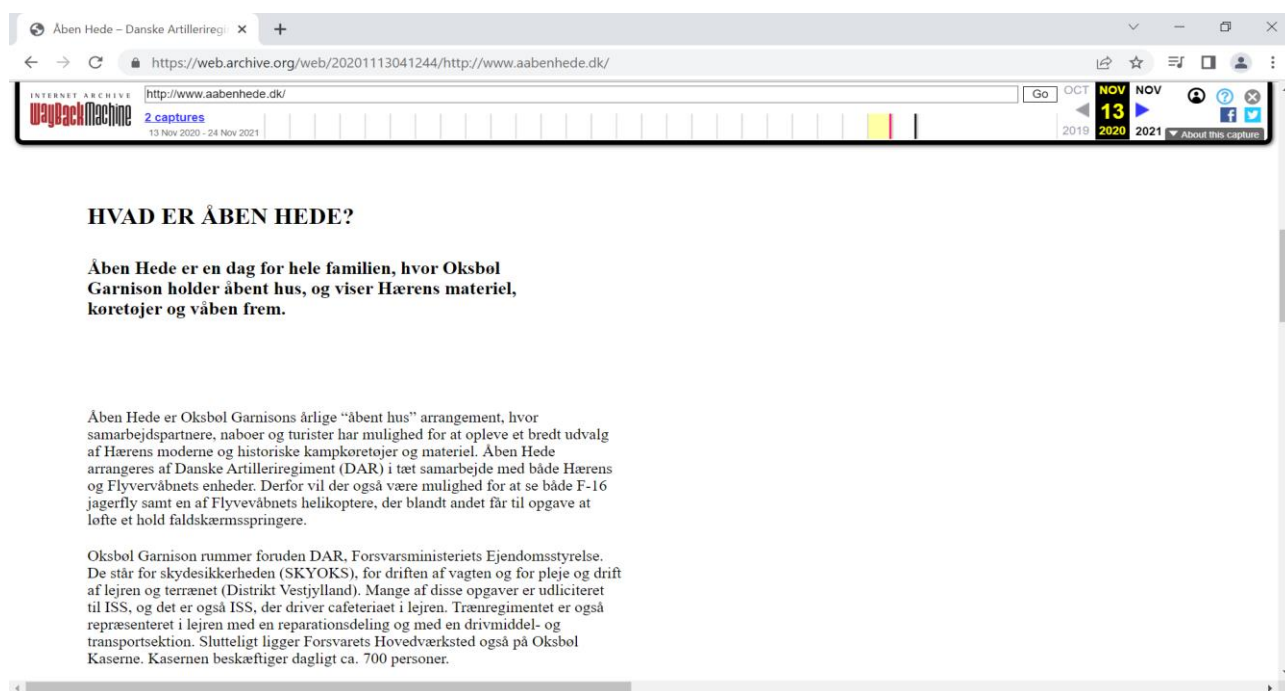 Åben Hede – Danske Artilleriregi
https://web.archive.org/web/20201113041244/http://www.aabenhede.dk/
INTERNET ARCHIVE
WayBackMachine
http://www.aabenhede.dk/
Go
OCT NOV NOV
2 captures
13
13 Nov 2020 - 24 Nov 2021
2019 2020 2021
About this capture
HVAD ER ÅBEN HEDE?
Åben Hede er en dag for hele familien, hvor Oksbøl
Garnison holder åbent hus, og viser Hærens materiel,
køretøjer og våben frem.
Åben Hede er Oksbøl Garnisons årlige “åbent hus” arrangement, hvor
samarbejdspartnere, naboer og turister har mulighed for at opleve et bredt udvalg
af Hærens moderne og historiske kampkøretøjer og materiel. Åben Hede
arrangeres af Danske Artilleriregiment (DAR) i tæt samarbejde med både Hærens
og Flyvervåbnets enheder. Derfor vil der også være mulighed for at se både F-16
jagerfly samt en af Flyvevåbnets helikoptere, der blandt andet får til opgave at
løfte et hold faldskærmsspringere.
Oksbøl Garnison rummer foruden DAR, Forsvarsministeriets Ejendomsstyrelse.
De står for skydesikkerheden (SKYOKS), for driften af vagten og for pleje og drift
af lejren og terrænet (Distrikt Vestjylland). Mange af disse opgaver er udliciteret
til ISS, og det er også ISS, der driver cafeteriaet i lejren. Trænregimentet er også
repræsenteret i lejren med en reparationsdeling og med en drivmiddel- og
transportsektion. Slutteligt ligger Forsvarets Hovedværksted også på Oksbøl
Kaserne. Kasernen beskæftiger dagligt ca. 700 personer.